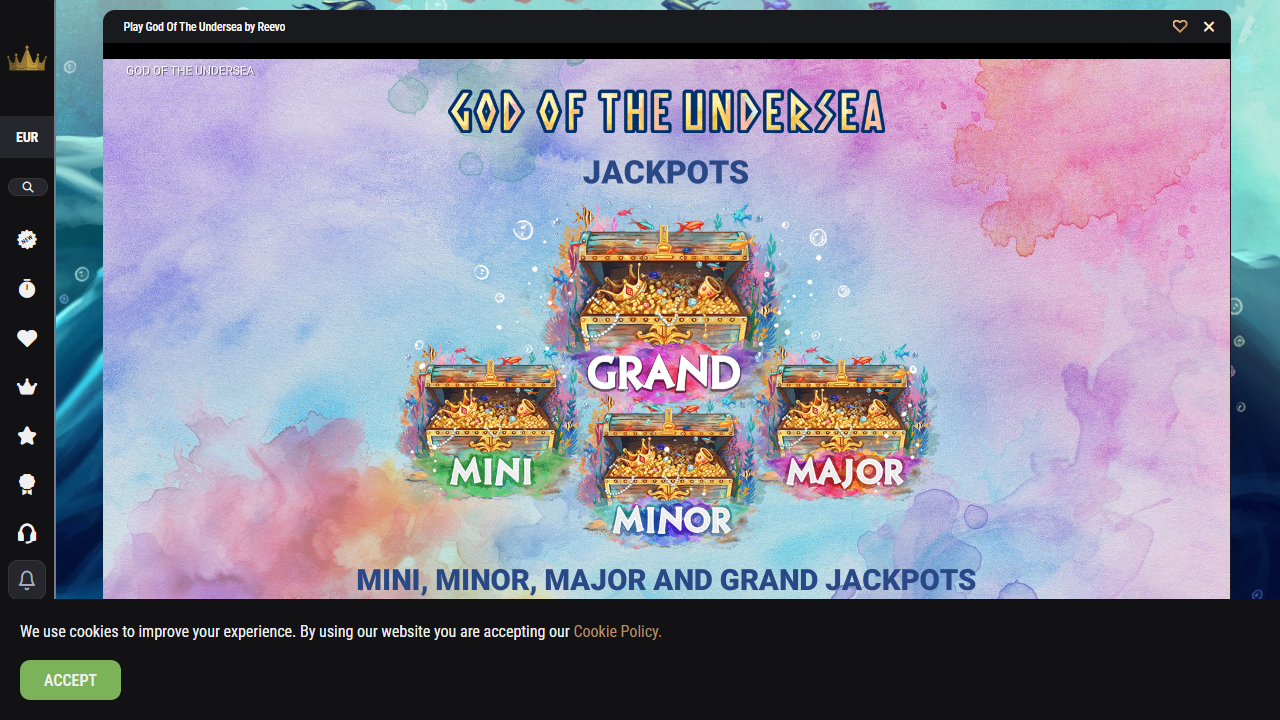 Play God Of The Undersea by Reevo
EUR
NEW
GOD OF THE UNDERSEA
GOD OF THE UNDERSEA
JACKPOTS
GRAND
MINI
MAJOR
MINOR
MINI, MINOR, MAJOR AND GRAND JACKPOTS
We use cookies to improve your experience. By using our website you are accepting our Cookie Policy.
ACCEPT